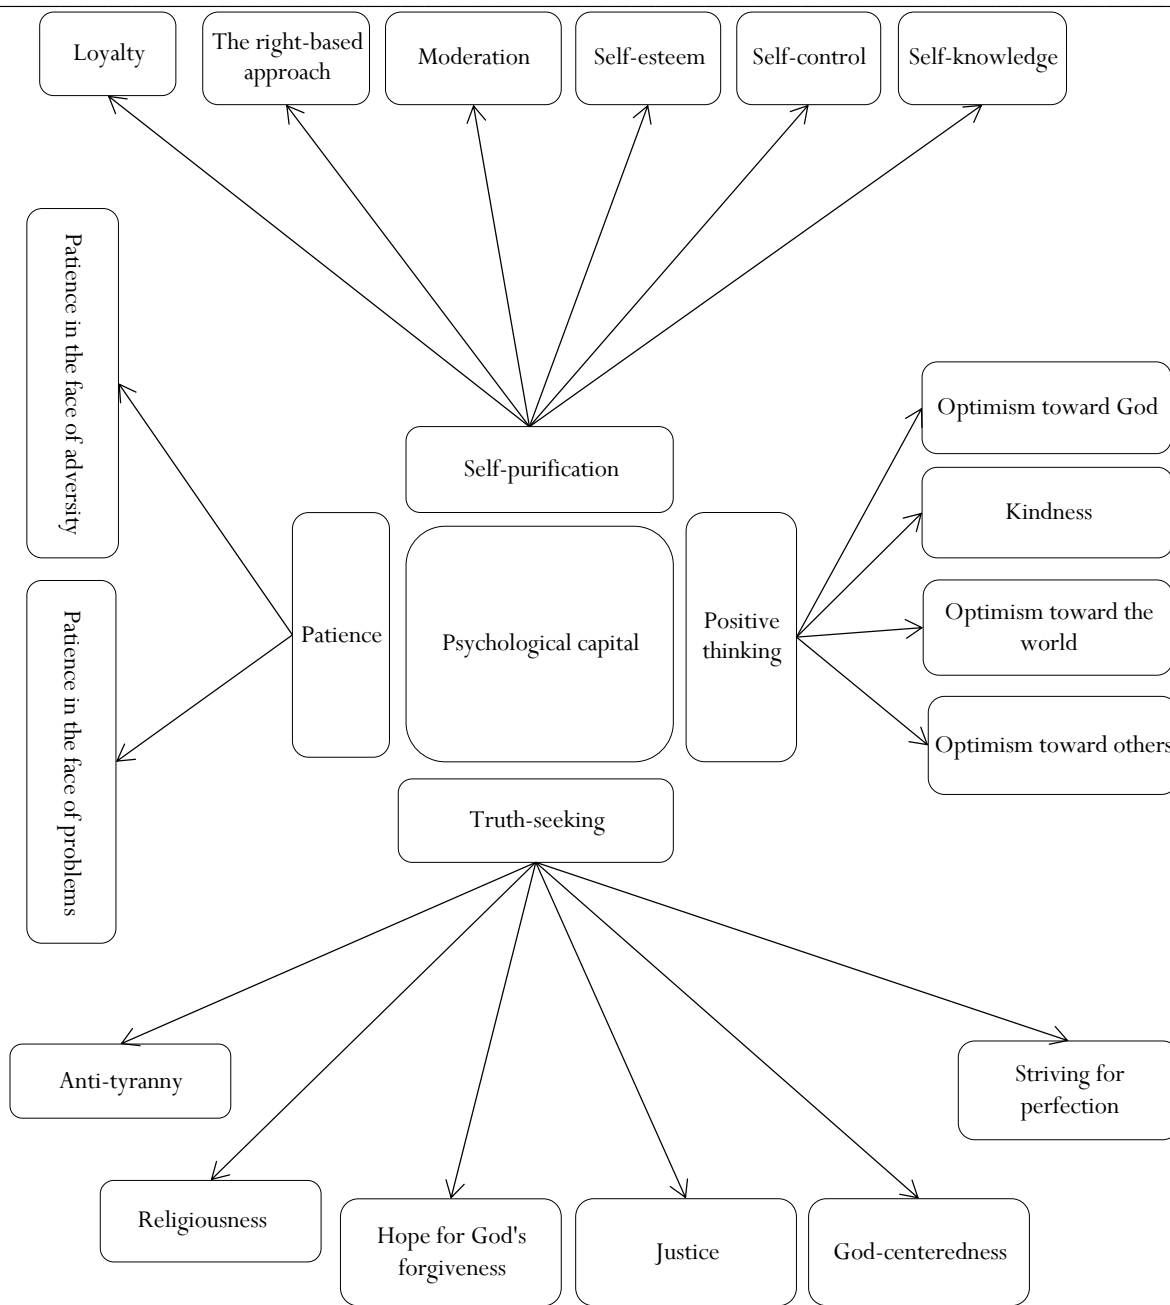 Loyalty
The right-based
approach
Moderation
Self-esteem
Self-control
Self-knowledge
Patience in the face of adversity
Optimism toward God
Self-purification
Kindness
Patience in the face of problems
Patience
Psychological capital
Positive
thinking
Optimism toward the
world
Optimism toward others
Truth-seeking
Anti-tyranny
Striving for
perfection
Religiousness
Hope for God's
forgiveness
Justice
God-centeredness